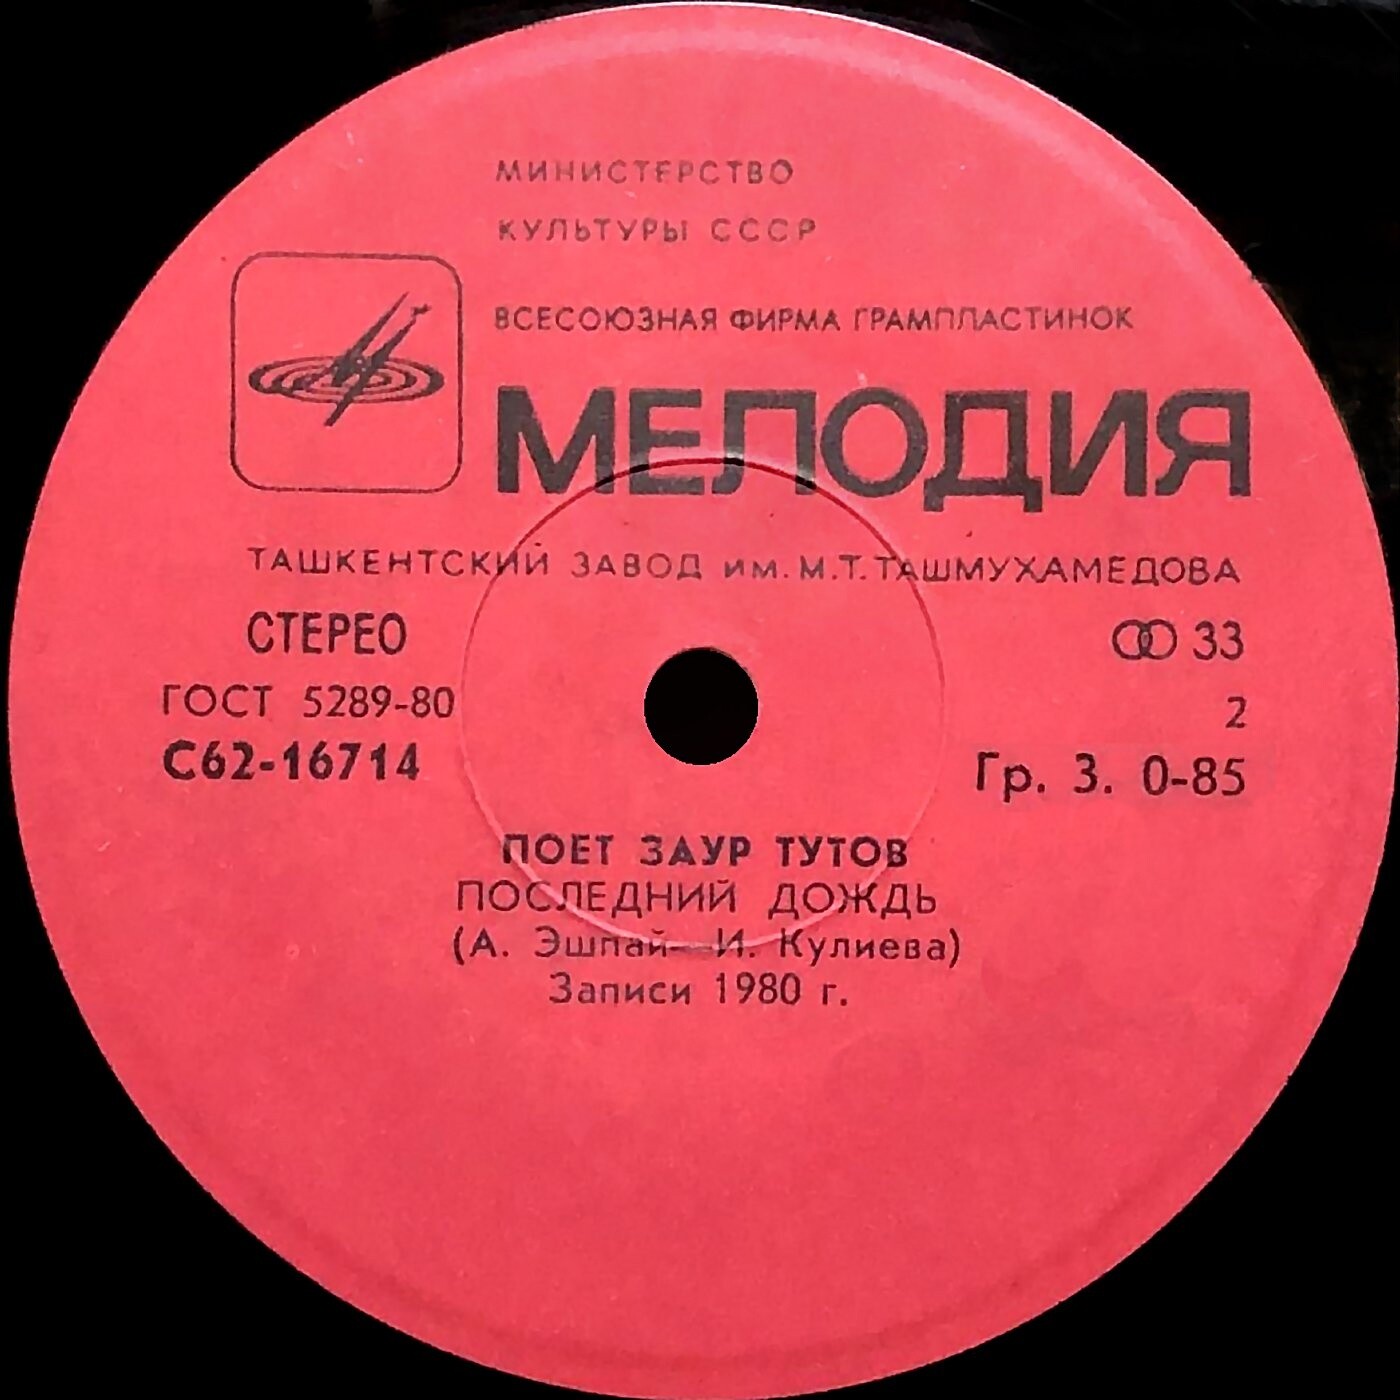 МИНИСТЕРСТВО
КУЛЬТУРЫ СССР
ВСЕСОЮЗНАЯ ФИРМА ГРАМПЛАСТИНОК
МЕЛОДИЯ
ТАШКЕНТСКИЙ ЗАВОД им. М.Т.ТАШМУХАМЕДОВА
СТЕРЕО 33
ГОСТ 5289-80 2
С62-16714 Гр. 3. 0-85
ПОЕТ ЗАУР ТУТОВ
ПОСЛЕДНИЙ ДОЖДЬ
(А. Эшпай—И. Кулиева)
Записи 1980 г.